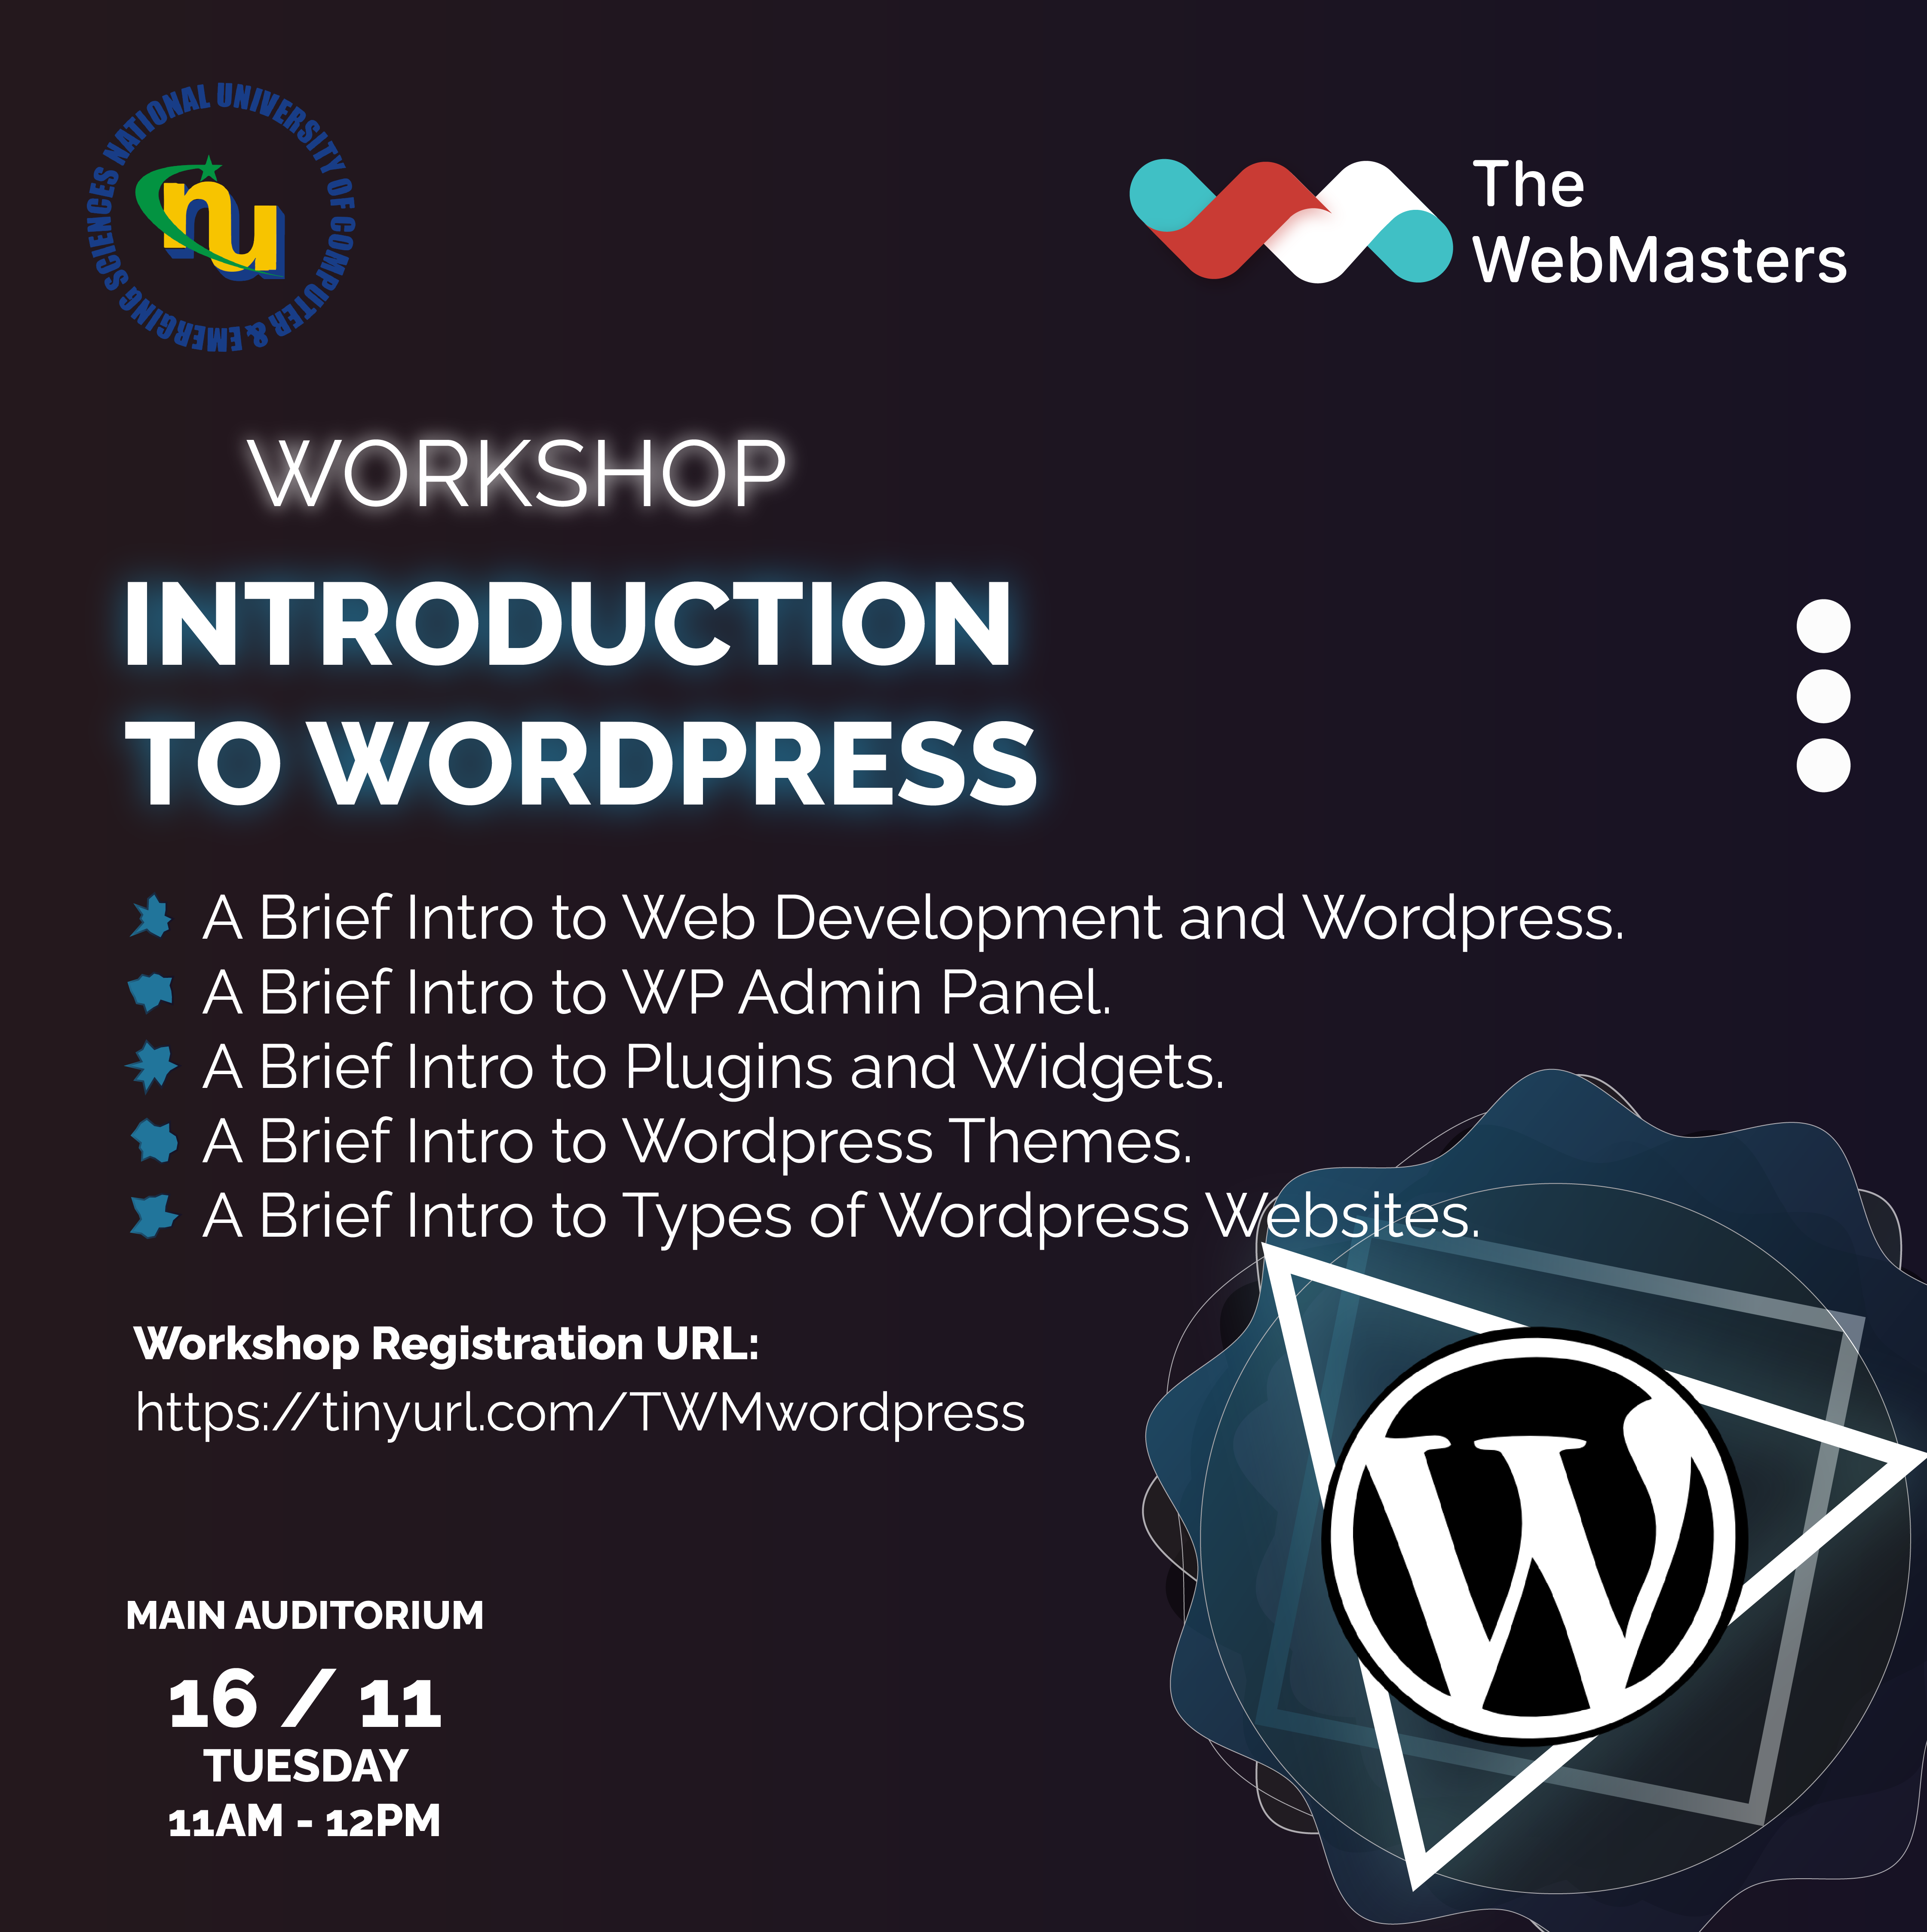 NATIONAL UNIVERSITY OF COMPUTER & EMERGING SCIENCES
nu
The
WebMasters
WORKSHOP
INTRODUCTION
TO WORDPRESS
A Brief Intro to Web Development and Wordpress.
A Brief Intro to WP Admin Panel.
A Brief Intro to Plugins and Widgets.
A Brief Intro to Wordpress Themes.
A Brief Intro to Types of Wordpress Websites.
Workshop Registration URL:
https://tinyurl.com/TWMwordpress
MAIN AUDITORIUM
16 / 11
TUESDAY
11AM - 12PM
W